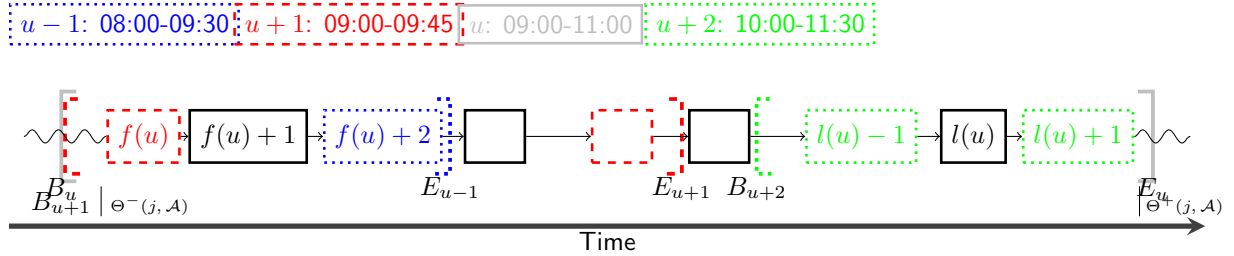 u − 1: 08:00-09:30 u + 1: 09:00-09:45 u: 09:00-11:00 u + 2: 10:00-11:30
f(u) f(u) + 1 f(u) + 2 l(u) − 1 l(u) l(u) + 1
B_u E_{u−1} E_{u+1} B_{u+2} E_u
B_{u+1} Θ⁻(j, 𝒜) Θ⁺(j, 𝒜)
Time